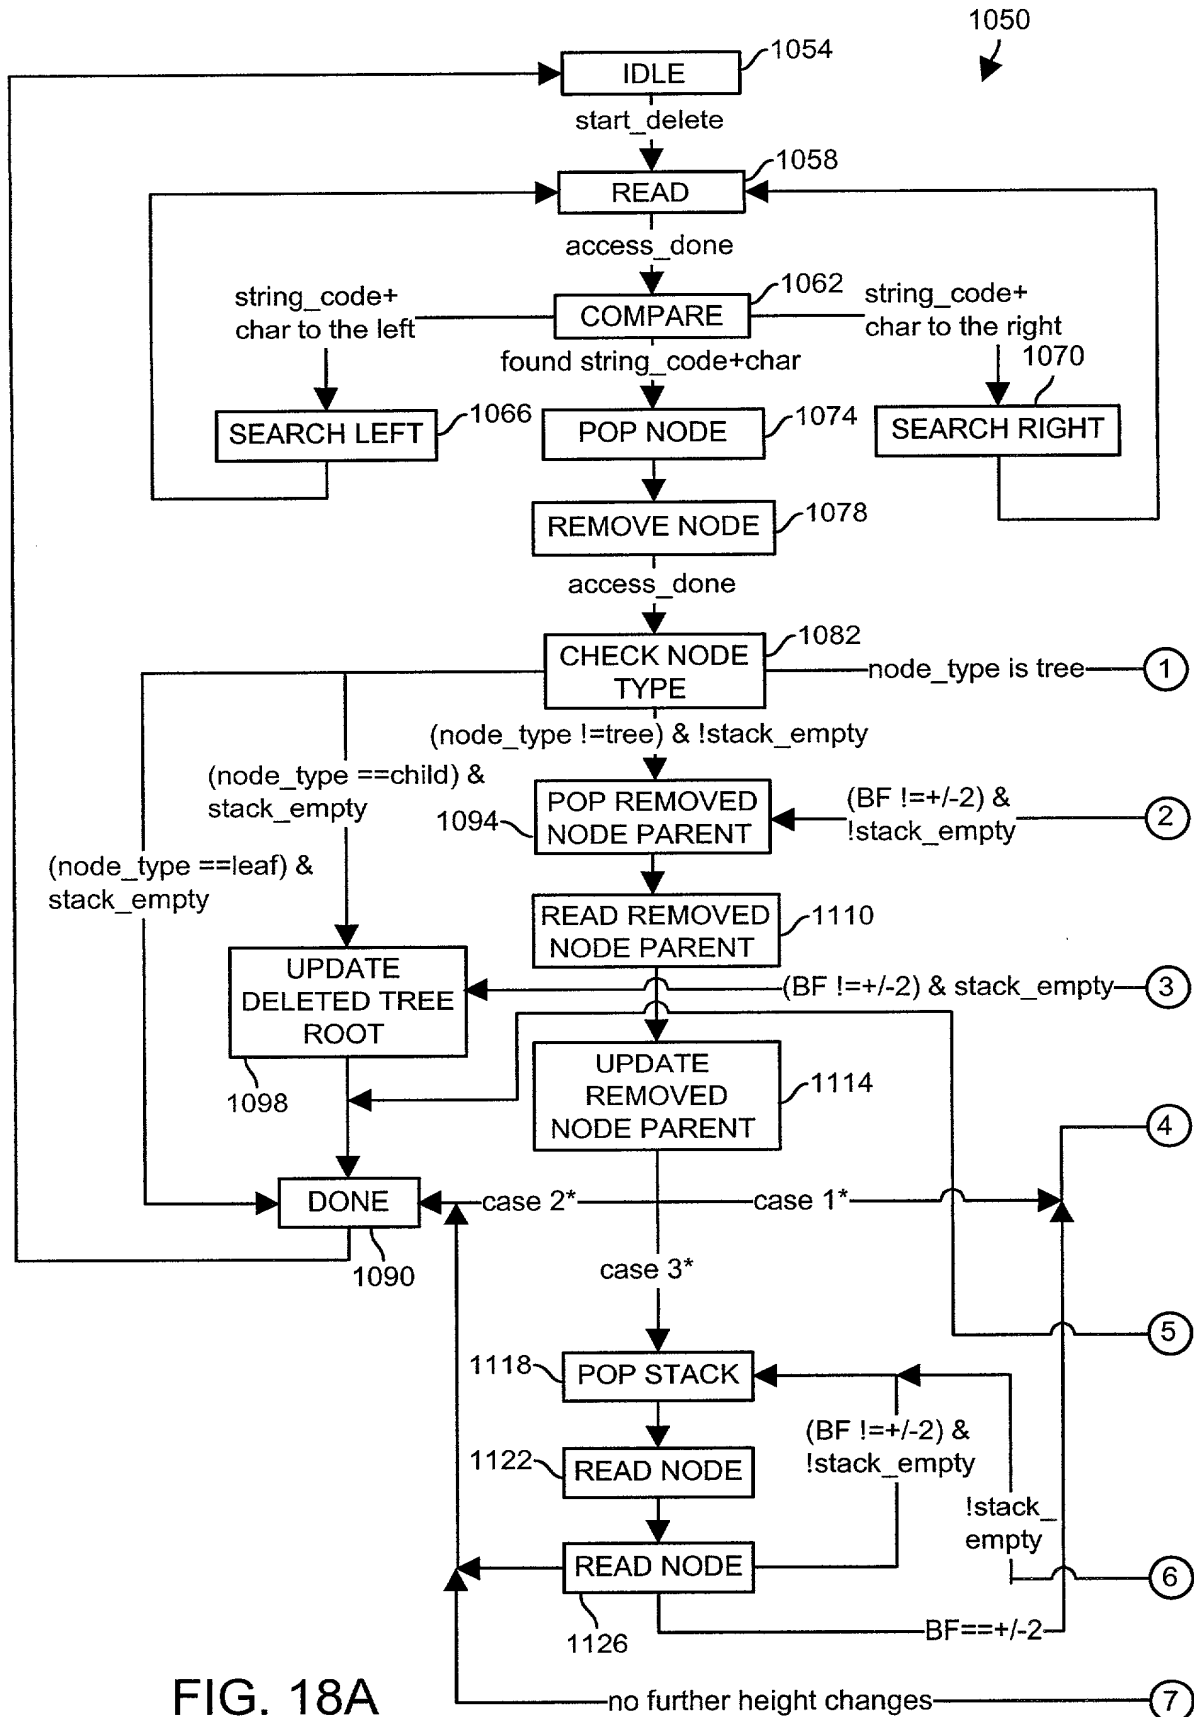 1050
1054
IDLE
start_delete
1058
READ
access_done
1062
COMPARE
string_code+
char to the left
string_code+
char to the right
found string_code+char
1070
1066
SEARCH LEFT
1074
POP NODE
SEARCH RIGHT
1078
REMOVE NODE
access_done
1082
CHECK NODE
TYPE
node_type is tree
1
(node_type !=tree) & !stack_empty
(node_type ==child) &
stack_empty
1094
POP REMOVED
NODE PARENT
(BF !=+/-2) &
!stack_empty
2
(node_type ==leaf) &
stack_empty
READ REMOVED
NODE PARENT
1110
UPDATE
DELETED TREE
ROOT
1098
(BF !=+/-2) & stack_empty
3
UPDATE
REMOVED
NODE PARENT
1114
4
DONE
1090
case 2*
case 1*
case 3*
5
1118
POP STACK
(BF !=+/-2) &
!stack_empty
1122
READ NODE
!stack_
empty
READ NODE
1126
6
BF==+/-2
FIG. 18A
no further height changes
7